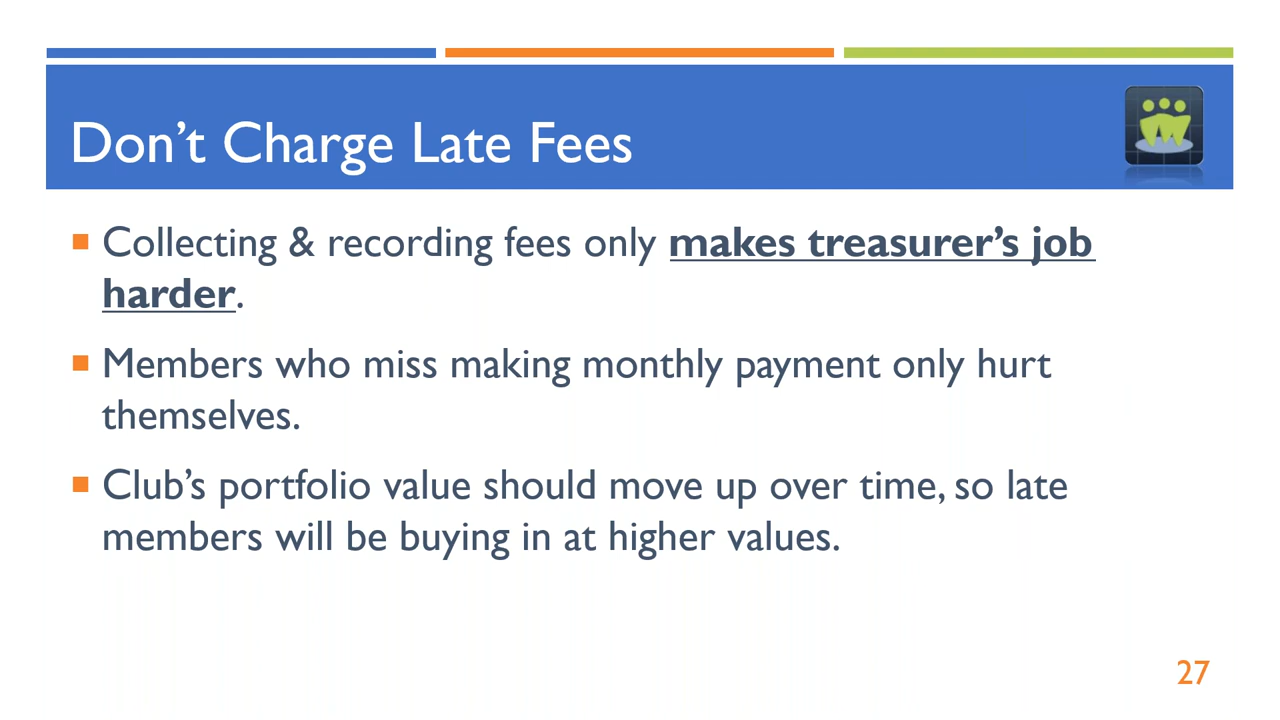 Don’t Charge Late Fees
Collecting & recording fees only makes treasurer’s job
harder.
Members who miss making monthly payment only hurt
themselves.
Club’s portfolio value should move up over time, so late
members will be buying in at higher values.
27